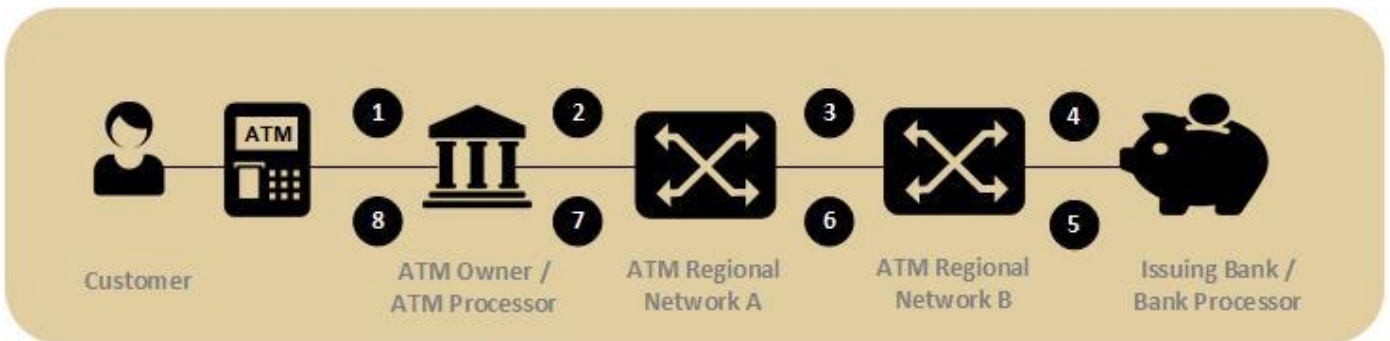 ATM
1
2
3
4
8
7
6
5
Customer
ATM Owner /
ATM Processor
ATM Regional
Network A
ATM Regional
Network B
Issuing Bank /
Bank Processor